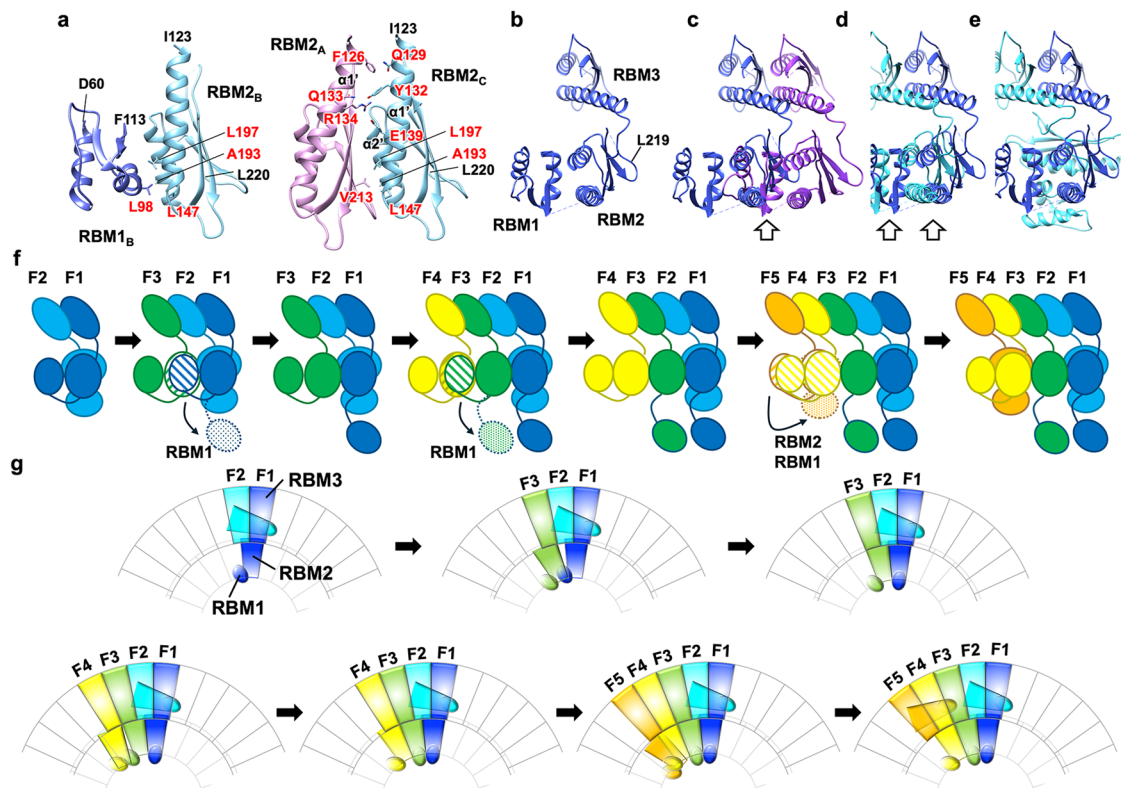 a
I123
RBM2B
D60
F113
L197
A193
L220
L98
L147
RBM1B
I123
RBM2A
F126
Q129
RBM2C
α1'
Q133
Y132
R134
α1'
E139
L197
α2'
A193
L220
V213
L147
b
RBM3
L219
RBM1
RBM2
c
d
e
f
F2 F1
F3 F2 F1
RBM1
F3 F2 F1
F4 F3 F2 F1
RBM1
F4 F3 F2 F1
F5 F4 F3 F2 F1
RBM2
RBM1
F5 F4 F3 F2 F1
g
F2 F1
RBM3
RBM2
RBM1
F3 F2 F1
F3 F2 F1
F4 F3 F2 F1
F4 F3 F2 F1
F5 F4 F3 F2 F1
F5 F4 F3 F2 F1